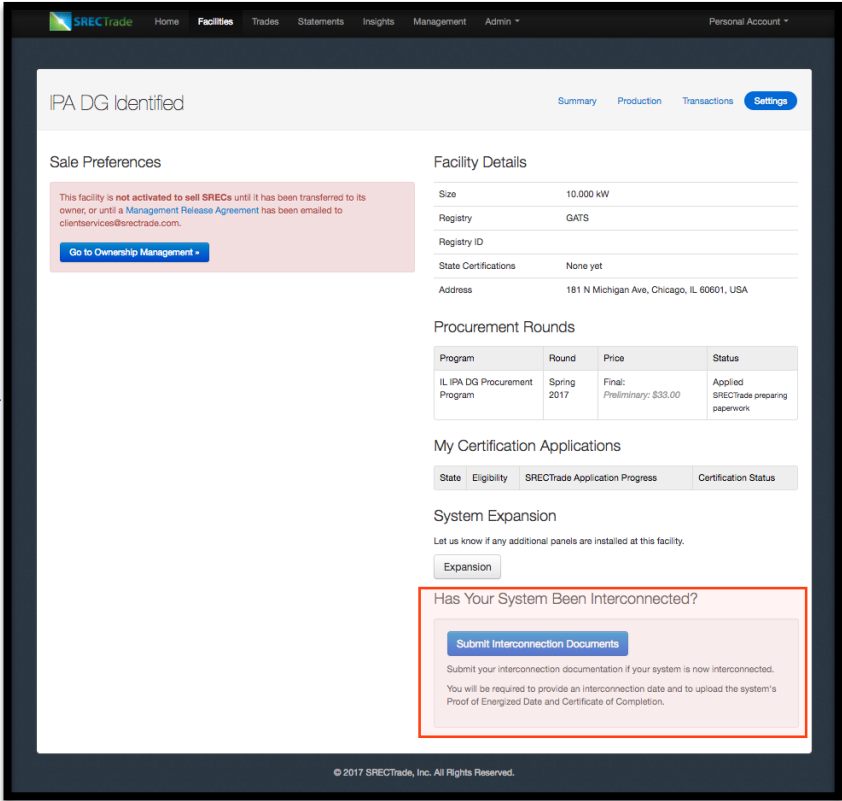 SRECTrade Home Facilities Trades Statements Insights Management Admin Personal Account
IPA DG Identified
Summary Production Transactions Settings
Sale Preferences
This facility is not activated to sell SRECs until it has been transferred to its
owner, or until a Management Release Agreement has been emailed to
clientservices@srectrade.com.
Go to Ownership Management »
Facility Details
Size 10.000 kW
Registry GATS
Registry ID
State Certifications None yet
Address 181 N Michigan Ave, Chicago, IL 60601, USA
Procurement Rounds
Program Round Price Status
IL IPA DG Procurement Spring Final: Applied
Program 2017 Preliminary: $33.00 SRECTrade preparing
paperwork
My Certification Applications
State Eligibility SRECTrade Application Progress Certification Status
System Expansion
Let us know if any additional panels are installed at this facility.
Expansion
Has Your System Been Interconnected?
Submit Interconnection Documents
Submit your interconnection documentation if your system is now interconnected.
You will be required to provide an interconnection date and to upload the system's
Proof of Energized Date and Certificate of Completion.
© 2017 SRECTrade, Inc. All Rights Reserved.